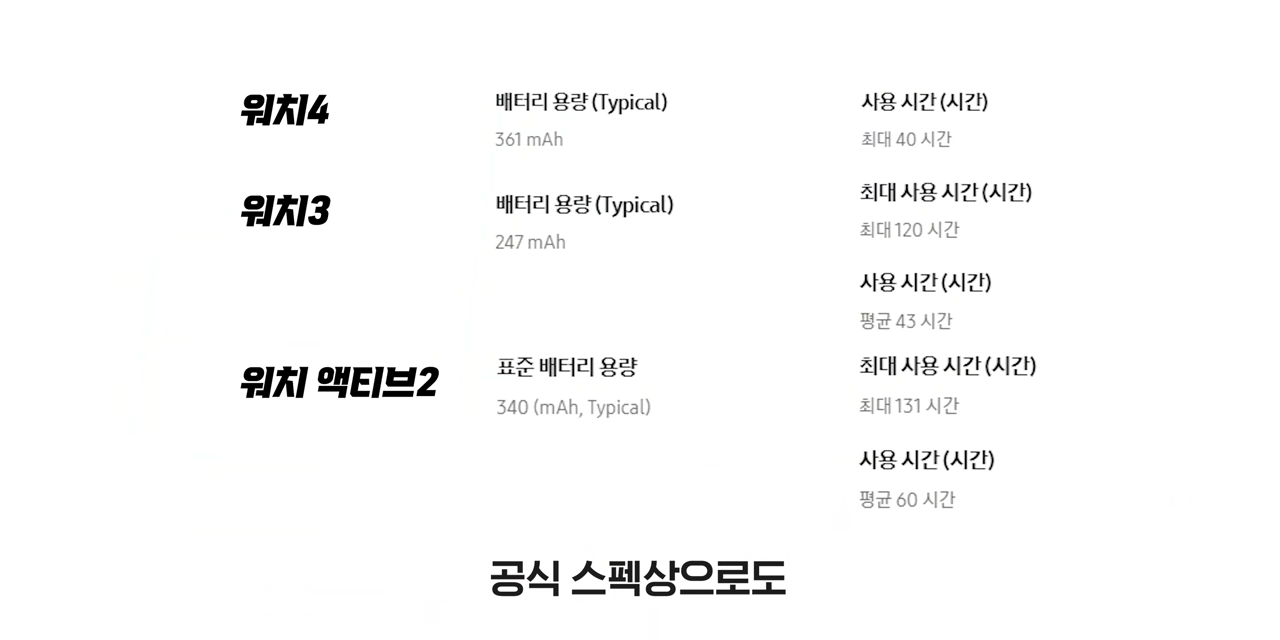 워치4
배터리 용량 (Typical)
361 mAh
사용 시간 (시간)
최대 40 시간
워치3
배터리 용량 (Typical)
247 mAh
최대 사용 시간 (시간)
최대 120 시간
사용 시간 (시간)
평균 43 시간
워치 액티브2
표준 배터리 용량
340 (mAh, Typical)
최대 사용 시간 (시간)
최대 131 시간
사용 시간 (시간)
평균 60 시간
공식 스펙상으로도